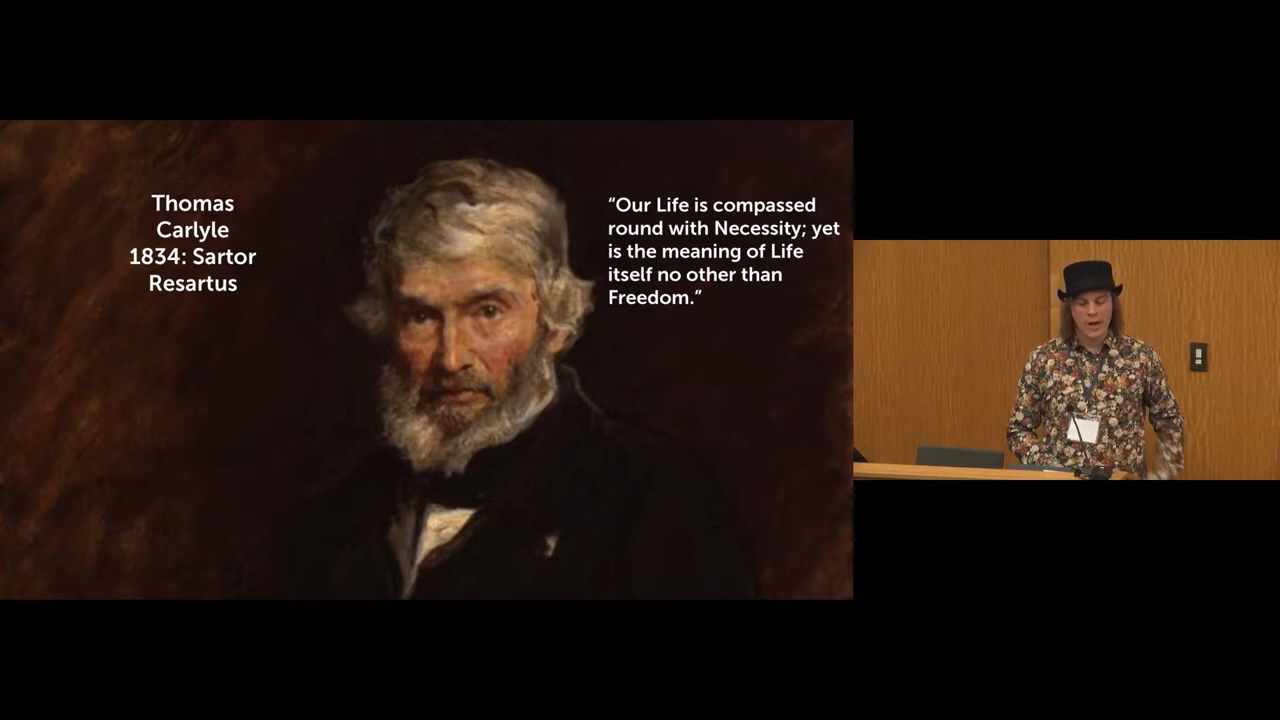 Thomas
Carlyle
1834: Sartor
Resartus
“Our Life is compassed
round with Necessity; yet
is the meaning of Life
itself no other than
Freedom.”